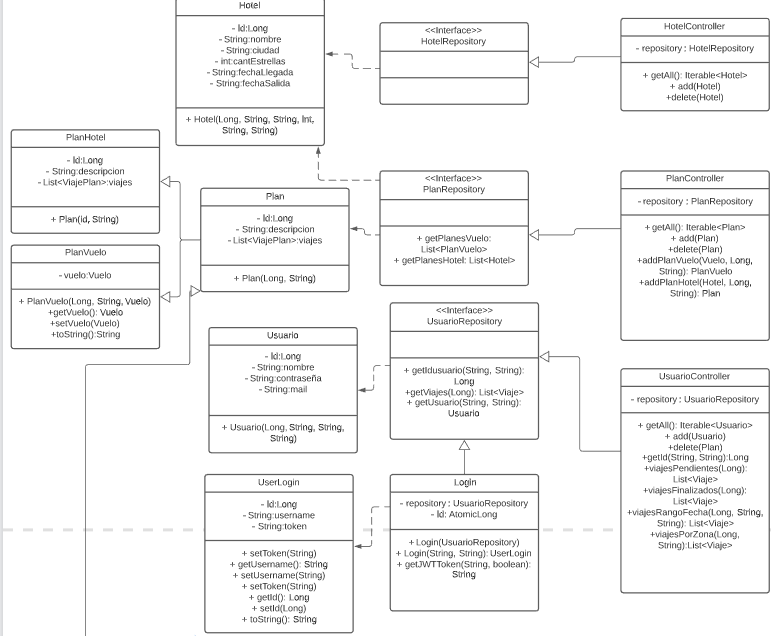 Hotel
- Id:Long
- String:nombre
- String:ciudad
- int:cantEstrellas
- String:fechaLlegada
- String:fechaSalida
+ Hotel(Long, String, String, Int,
String, String)
<<Interface>>
HotelRepository
HotelController
- repository: HotelRepository
+ getAll(): Iterable<Hotel>
+ add(Hotel)
+delete(Hotel)
PlanHotel
- Id:Long
- String:descripcion
- List<ViajePlan>:viajes
+ Plan(id, String)
PlanVuelo
- vuelo:Vuelo
+ PlanVuelo(Long, String, Vuelo)
+getVuelo(): Vuelo
+setVuelo(Vuelo)
+toString():String
Plan
- Id:Long
- String:descripcion
- List<ViajePlan>:viajes
+ Plan(Long, String)
<<Interface>>
PlanRepository
+ getPlanesVuelo:
List<PlanVuelo>
+ getPlanesHotel: List<Hotel>
PlanController
- repository: PlanRepository
+ getAll(): Iterable<Plan>
+ add(Plan)
+delete(Plan)
+addPlanVuelo(Vuelo, Long,
String): PlanVuelo
+addPlanHotel(Hotel, Long,
String): Plan
Usuario
- Id:Long
- String:nombre
- String:contraseña
- String:mail
+ Usuario(Long, String, String,
String)
<<Interface>>
UsuarioRepository
+ getIdusuario(String, String):
Long
+getViajes(Long): List<Viaje>
+ getUsuario(String, String):
Usuario
UsuarioController
- repository: UsuarioRepository
+ getAll(): Iterable<Usuario>
+ add(Usuario)
+delete(Plan)
+getId(String, String):Long
+viajesPendientes(Long):
List<Viaje>
+viajesFinalizados(Long):
List<Viaje>
+viajesRangoFecha(Long, String,
String): List<Viaje>
+viajesPorZona(Long,
String):List<Viaje>
UserLogin
- Id:Long
- String:username
- String:token
+ setToken(String)
+ getUsername(): String
+ setUsername(String)
+ setToken(String)
+ getId(): Long
+ setId(Long)
+ toString(): String
Login
- repository: UsuarioRepository
- Id: AtomicLong
+Login(UsuarioRepository)
+ Login(String, String): UserLogin
+ getJWTToken(String, boolean):
String